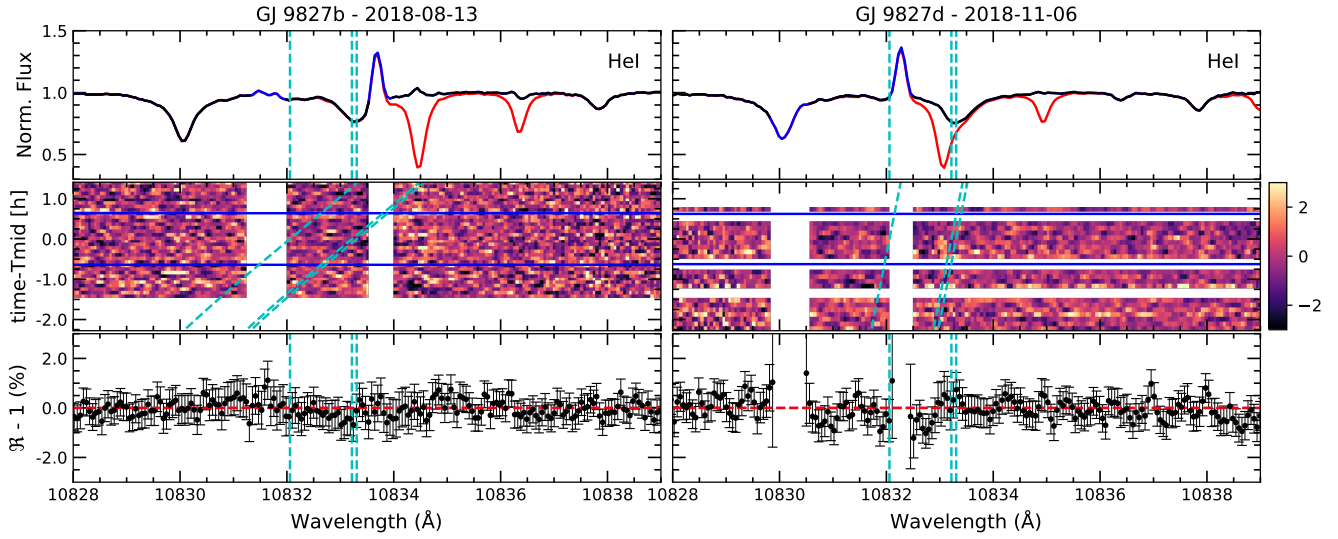 GJ 9827b - 2018-08-13
GJ 9827d - 2018-11-06
1.5
1.0
0.5
Norm. Flux
HeI
HeI
1.0
0.0
-1.0
-2.0
time-Tmid [h]
2
0
−2
2.0
0.0
-2.0
ℜ - 1 (%)
10828 10830 10832 10834 10836 10838
10828 10830 10832 10834 10836 10838
Wavelength (Å)
Wavelength (Å)